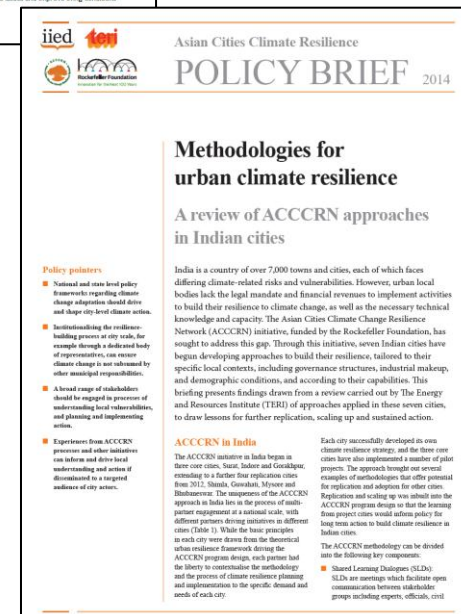 iied teri
Rockefeller Foundation
Asian Cities Climate Resilience
POLICY BRIEF 2014
Methodologies for
urban climate resilience
A review of ACCCRN approaches
in Indian cities
Policy pointers
National and state level policy
frameworks regarding climate
change adaptation should drive
and shape city-level climate action.
Institutionalising the resilience-
building process at city scale, for
example through a dedicated body
of representatives, can ensure
climate change is not subsumed by
other municipal responsibilities.
A broad range of stakeholders
should be engaged in processes of
understanding local vulnerabilities,
and planning and implementing
action.
Experiences from ACCCRN
processes and other initiatives
can inform and drive local
understanding and action if
disseminated to a targeted
audience of city actors.
India is a country of over 7,000 towns and cities, each of which faces
differing climate-related risks and vulnerabilities. However, urban local
bodies lack the legal mandate and financial revenues to implement activities
to build their resilience to climate change, as well as the necessary technical
knowledge and capacity. The Asian Cities Climate Change Resilience
Network (ACCCRN) initiative, funded by the Rockefeller Foundation, has
sought to address this gap. Through this initiative, seven Indian cities have
begun developing approaches to build their resilience, tailored to their
specific local contexts, including governance structures, industrial makeup,
and demographic conditions, and according to their capabilities. This
briefing presents findings drawn from a review carried out by The Energy
and Resources Institute (TERI) of approaches applied in these seven cities,
to draw lessons for further replication, scaling up and sustained action.
ACCCRN in India
The ACCCRN initiative in India began in
three core cities, Surat, Indore and Gorakhpur,
extending to a further four replication cities
from 2012, Shimla, Guwahati, Mysore and
Bhubaneswar. The uniqueness of the ACCCRN
approach in India lies in the process of multi-
partner engagement at a national scale, with
different partners driving initiatives in different
cities (Table 1). While the basic principles
in each city were drawn from the theoretical
urban resilience framework driving the
ACCCRN program design, each partner had
the liberty to contextualise the methodology
and the process of climate resilience planning
and implementation to the specific demand and
needs of each city.
Each city successfully developed its own
climate resilience strategy, and the three core
cities have also implemented a number of pilot
projects. The approach brought out several
examples of methodologies that offer potential
for replication and adoption for other cities.
Replication and scaling up was inbuilt into the
ACCCRN program design so that the learning
from project cities would inform policy for
long term action to build climate resilience in
Indian cities.
The ACCCRN methodology can be divided
into the following key components:
Shared Learning Dialogues (SLDs):
SLDs are meetings which facilitate open
communication between stakeholder
groups including experts, officials, civil